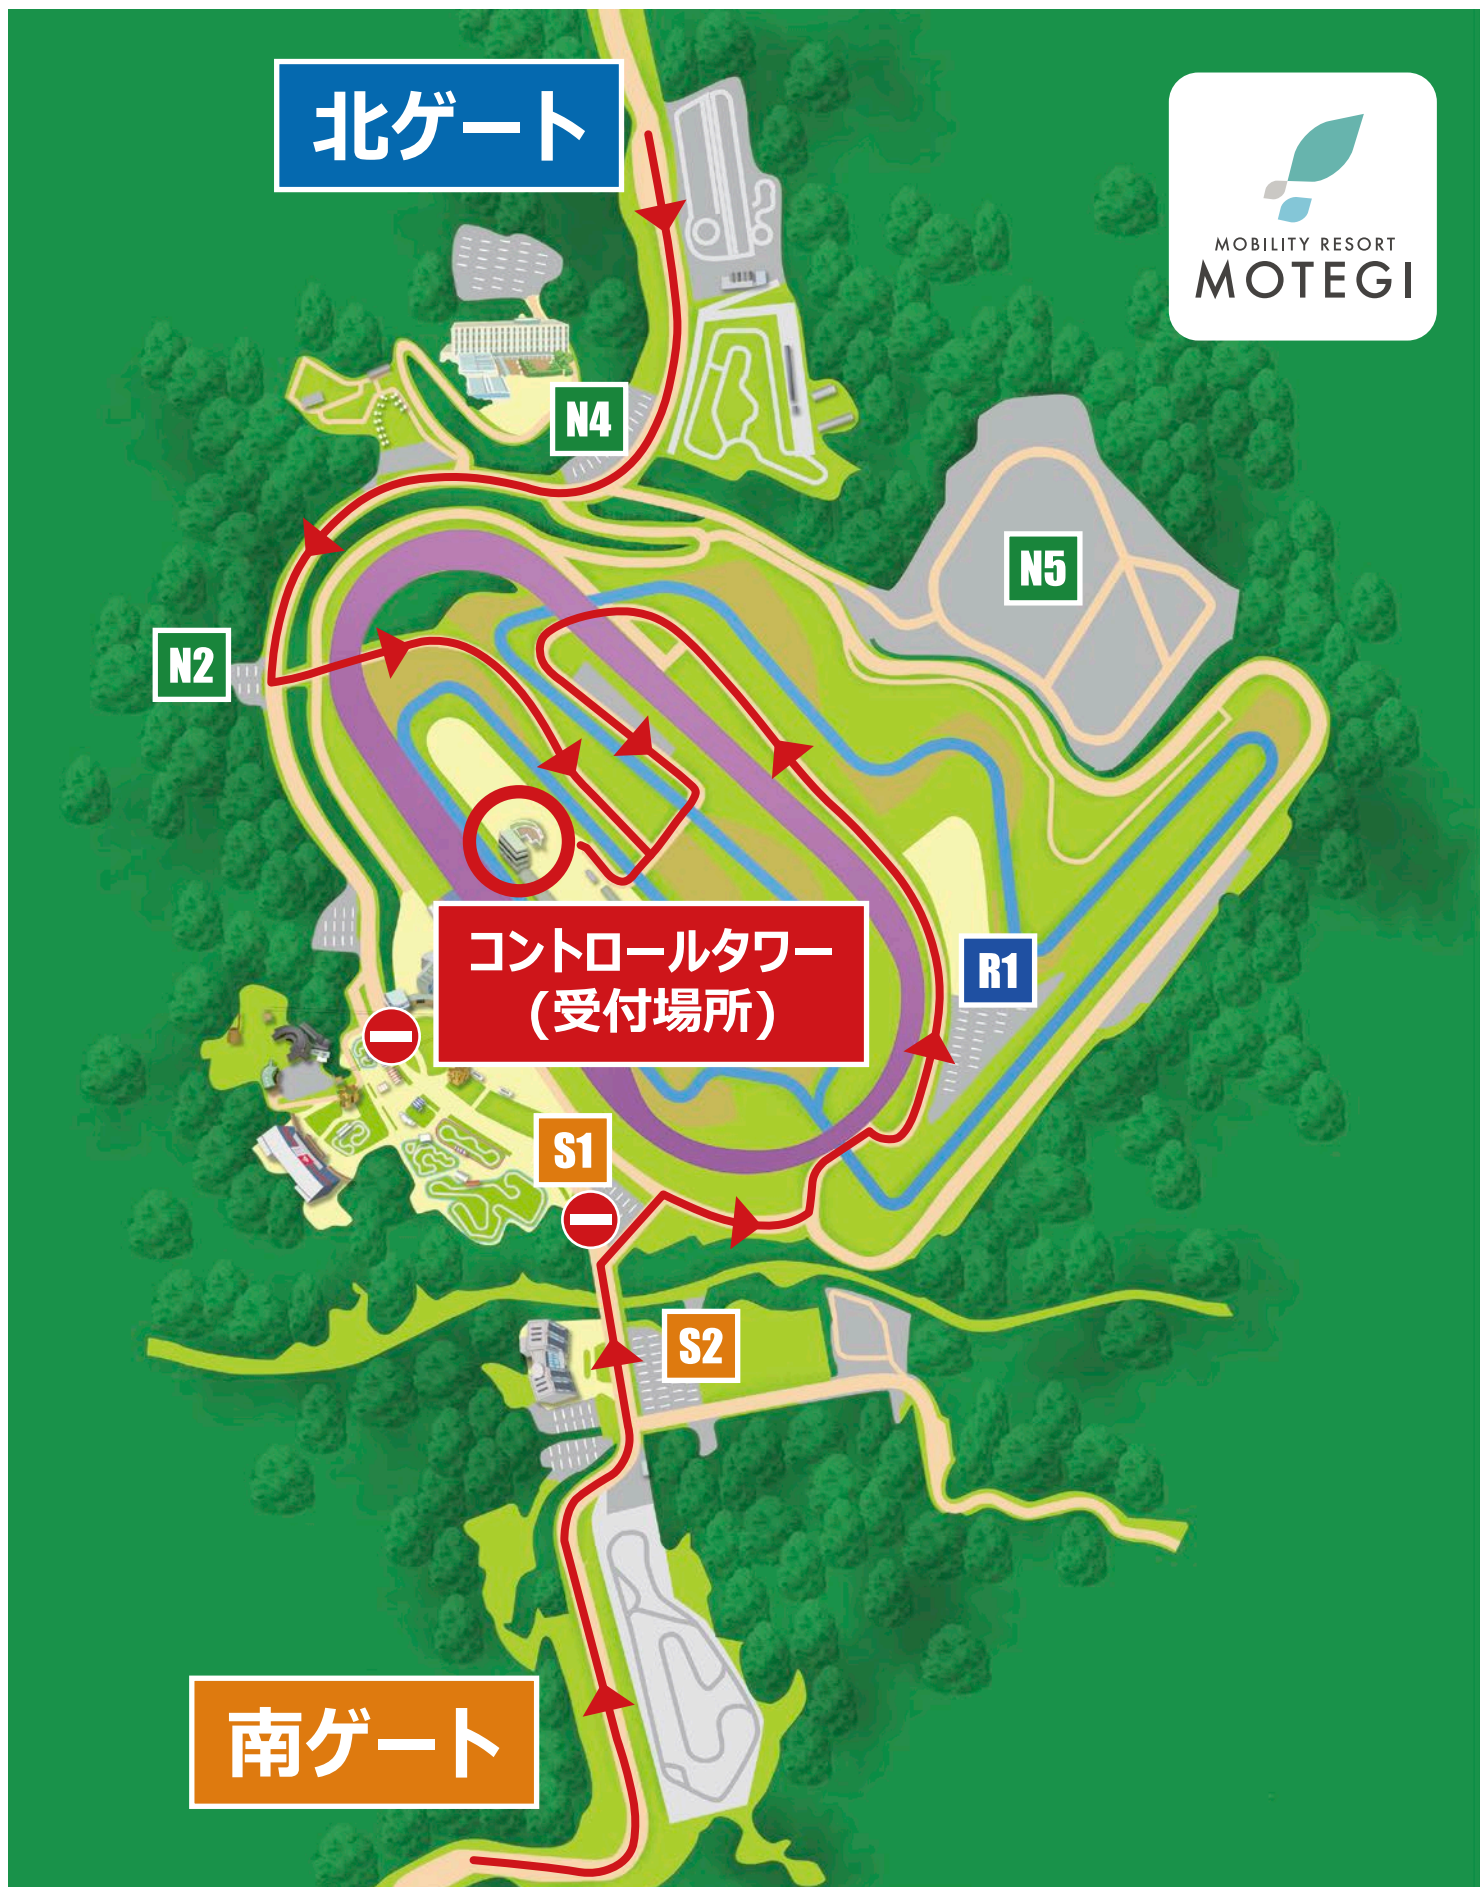 北ゲート
MOBILITY RESORT
MOTEGI
N4
N5
N2
コントロールタワー
(受付場所)
R1
S1
S2
南ゲート